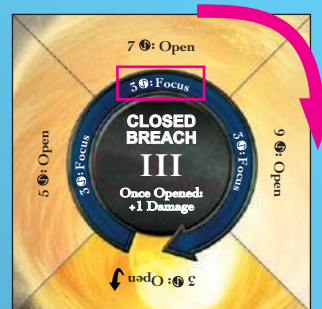 7 : Open
3 : Focus
5 : Open
3 : Focus
CLOSED
BREACH
III
Once Opened:
+1 Damage
3 : Focus
9 : Open
3 : Open